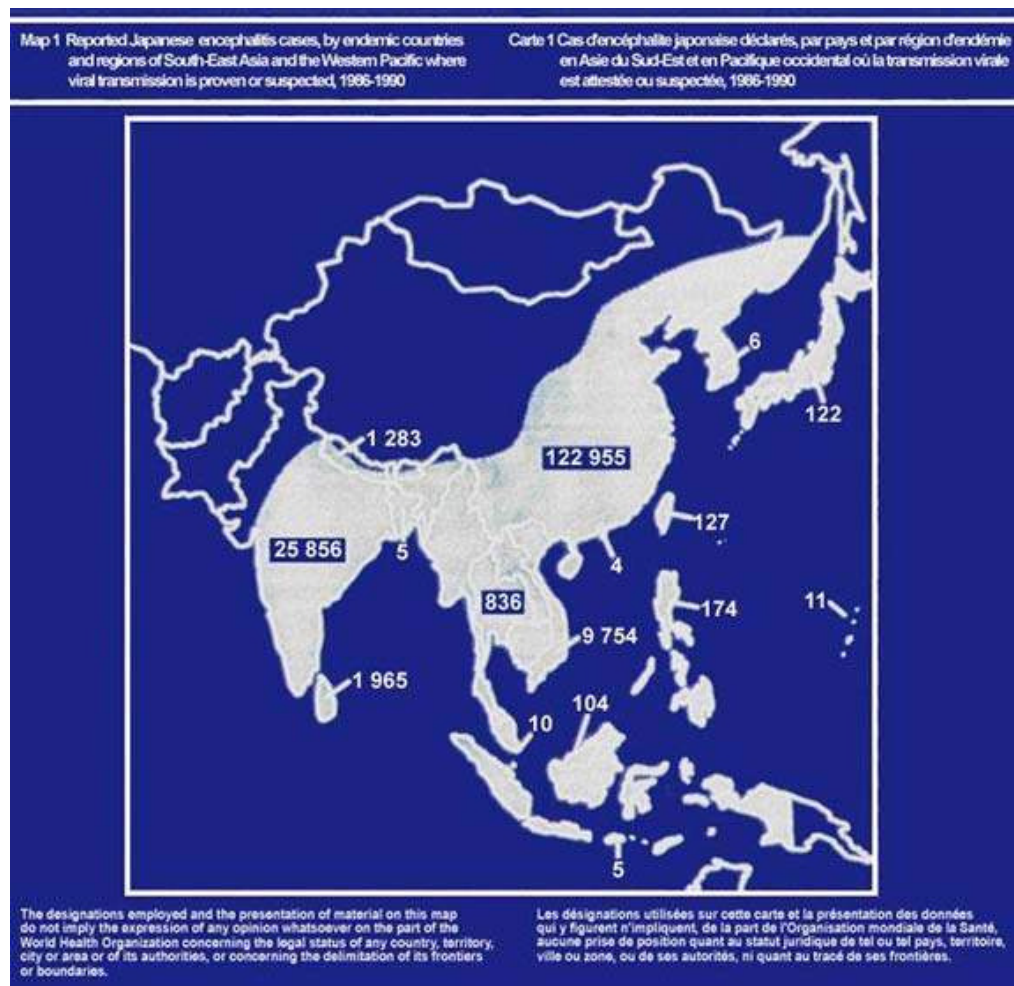 Map 1 Reported Japanese encephalitis cases, by endemic countries
and regions of South-East Asia and the Western Pacific where
viral transmission is proven or suspected, 1986-1990
Carte 1 Cas d'encéphalite japonaise déclarés, par pays et par région d'endémie
en Asie du Sud-Est et en Pacifique occidental où la transmission virale
est attestée ou suspectée, 1986-1990
6
122
1 283
122 955
127
25 856
5
4
836
174
11
9 754
1 965
104
10
5
The designations employed and the presentation of material on this map
do not imply the expression of any opinion whatsoever on the part of the
World Health Organization concerning the legal status of any country, territory,
city or area or of its authorities, or concerning the delimitation of its frontiers
or boundaries.
Les désignations utilisées sur cette carte et la présentation des données
qui y figurent n'impliquent, de la part de l'Organisation mondiale de la Santé,
aucune prise de position quant au statut juridique de tel ou tel pays, territoire,
ville ou zone, ou de ses autorités, ni quant au tracé de ses frontières.